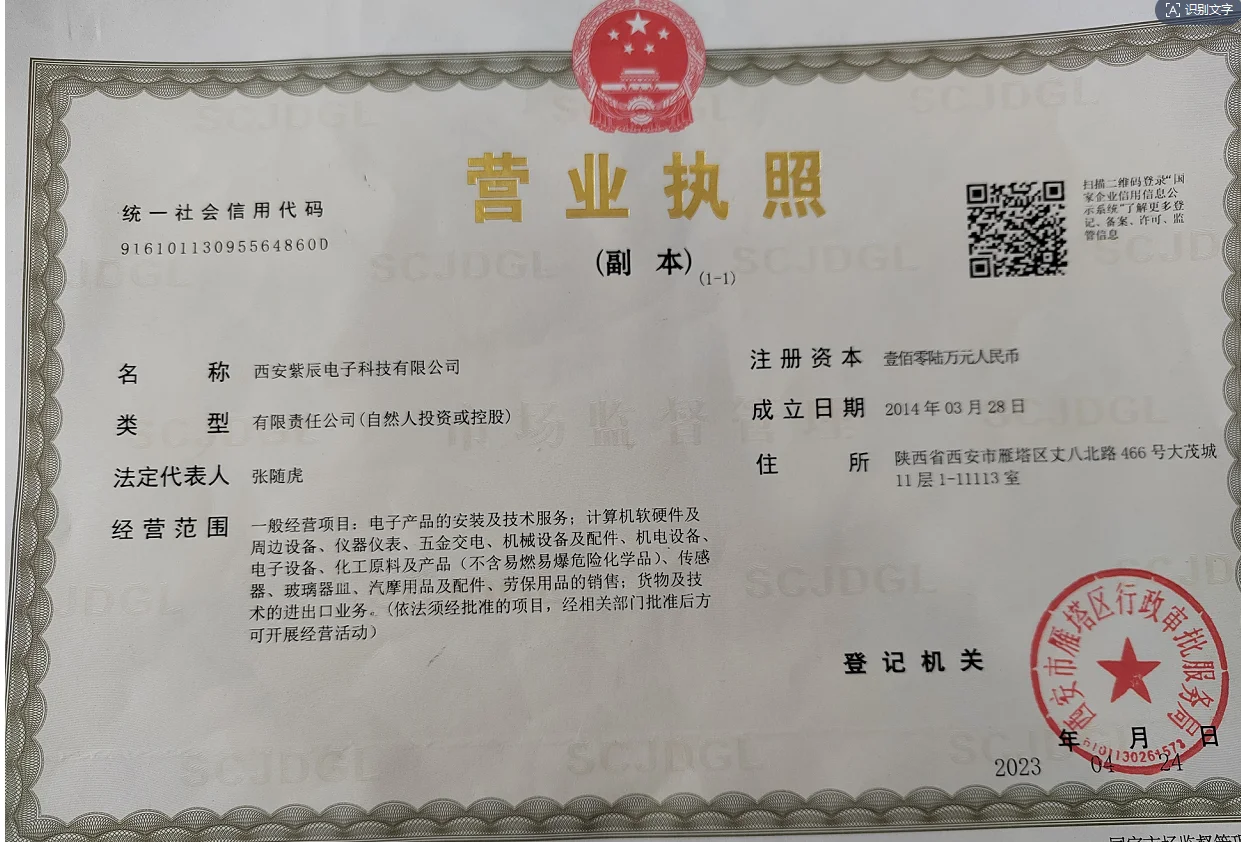 识别文字
营业执照
(副 本)(1-1)
统一社会信用代码
91610113095564860D
扫描二维码登录“国
家企业信用信息公
示系统”了解更多登
记、备案、许可、监
管信息
名 称 西安紫辰电子科技有限公司
类 型 有限责任公司(自然人投资或控股)
法定代表人 张随虎
经营范围 一般经营项目：电子产品的安装及技术服务；计算机软硬件及
周边设备、仪器仪表、五金交电、机械设备及配件、机电设备、
电子设备、化工原料及产品（不含易燃易爆危险化学品）、传感
器、玻璃器皿、汽摩用品及配件、劳保用品的销售；货物及技
术的进出口业务。(依法须经批准的项目，经相关部门批准后方
可开展经营活动）
注册资本 壹佰零陆万元人民币
成立日期 2014年03月28日
住 所 陕西省西安市雁塔区丈八北路466号大茂城
11层1-11113室
登记机关
西安市雁塔区行政审批服务局
年 月 日
2023 04 24
SCJDGL
市场监督管理